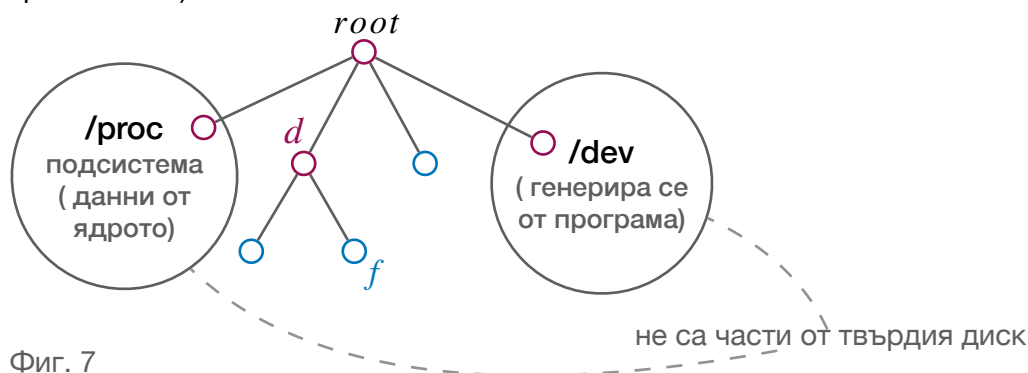 root
/proc
подсистема
( данни от
ядрото)
d
/dev
( генерира се
от програма)
f
не са части от твърдия диск
Фиг. 7